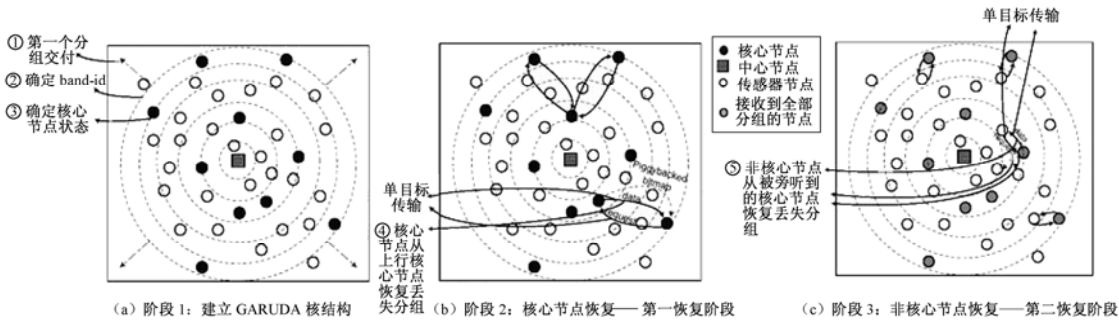 ① 第一个分
组交付
② 确定 band-id
③ 确定核心
节点状态
(a) 阶段 1：建立 GARUDA 核结构
单目标
传输
④ 核心
节点从
上行核
心节点
恢复丢
失分组
Piggybacked
bitmap
data
request
(b) 阶段 2：核心节点恢复——第一恢复阶段
核心节点
中心节点
传感器节点
接收到全部
分组的节点
单目标传输
data
⑤ 非核心节点
从被旁听到
的核心节点
恢复丢失分
组
(c) 阶段 3：非核心节点恢复——第二恢复阶段